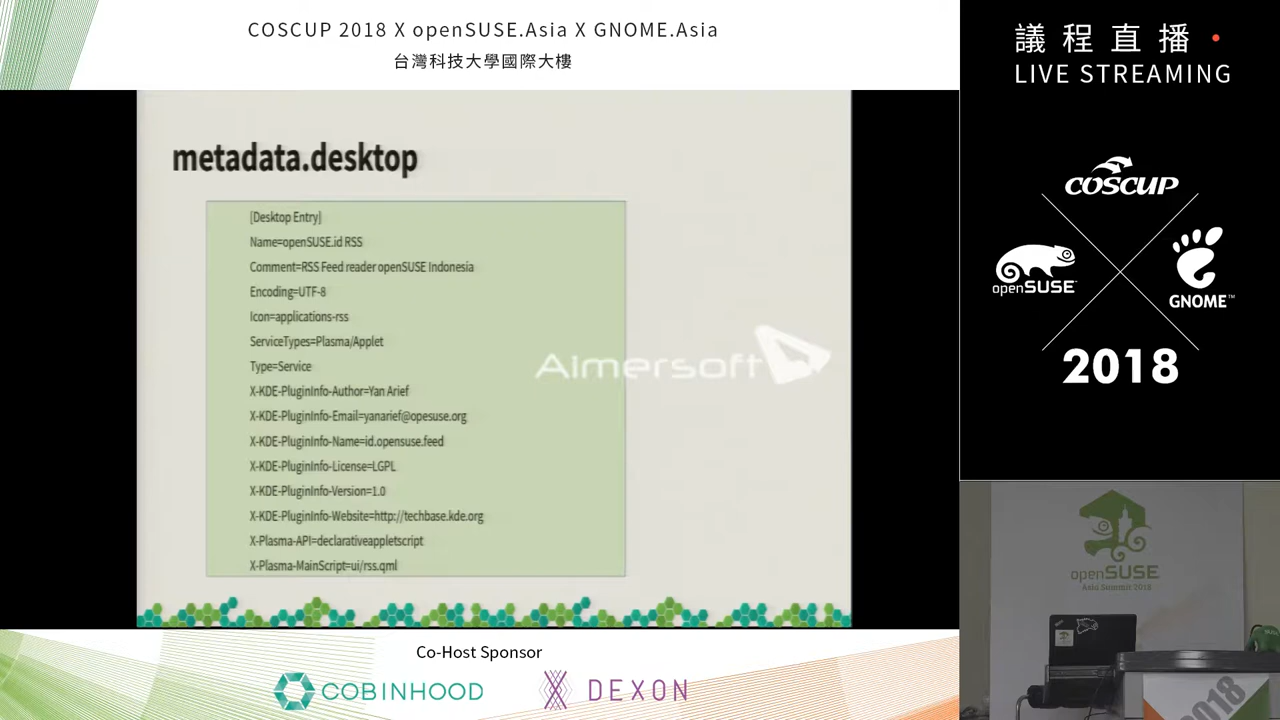 COSCUP 2018 X openSUSE.Asia X GNOME.Asia
台灣科技大學國際大樓
metadata.desktop
[Desktop Entry]
Name=openSUSE.id RSS
Comment=RSS Feed reader openSUSE Indonesia
Encoding=UTF-8
Icon=applications-rss
ServiceTypes=Plasma/Applet
Type=Service
X-KDE-PluginInfo-Author=Yan Arief
X-KDE-PluginInfo-Email=yanarief@opesuse.org
X-KDE-PluginInfo-Name=id.opensuse.feed
X-KDE-PluginInfo-License=LGPL
X-KDE-PluginInfo-Version=1.0
X-KDE-PluginInfo-Website=http://techbase.kde.org
X-Plasma-API=declarativeappletscript
X-Plasma-MainScript=ui/rss.qml
Aimersoft
Co-Host Sponsor
COBINHOOD
DEXON
議程直播
LIVE STREAMING
COSCUP
openSUSE
GNOME™
2018
openSUSE
Asia Summit 2018
2018